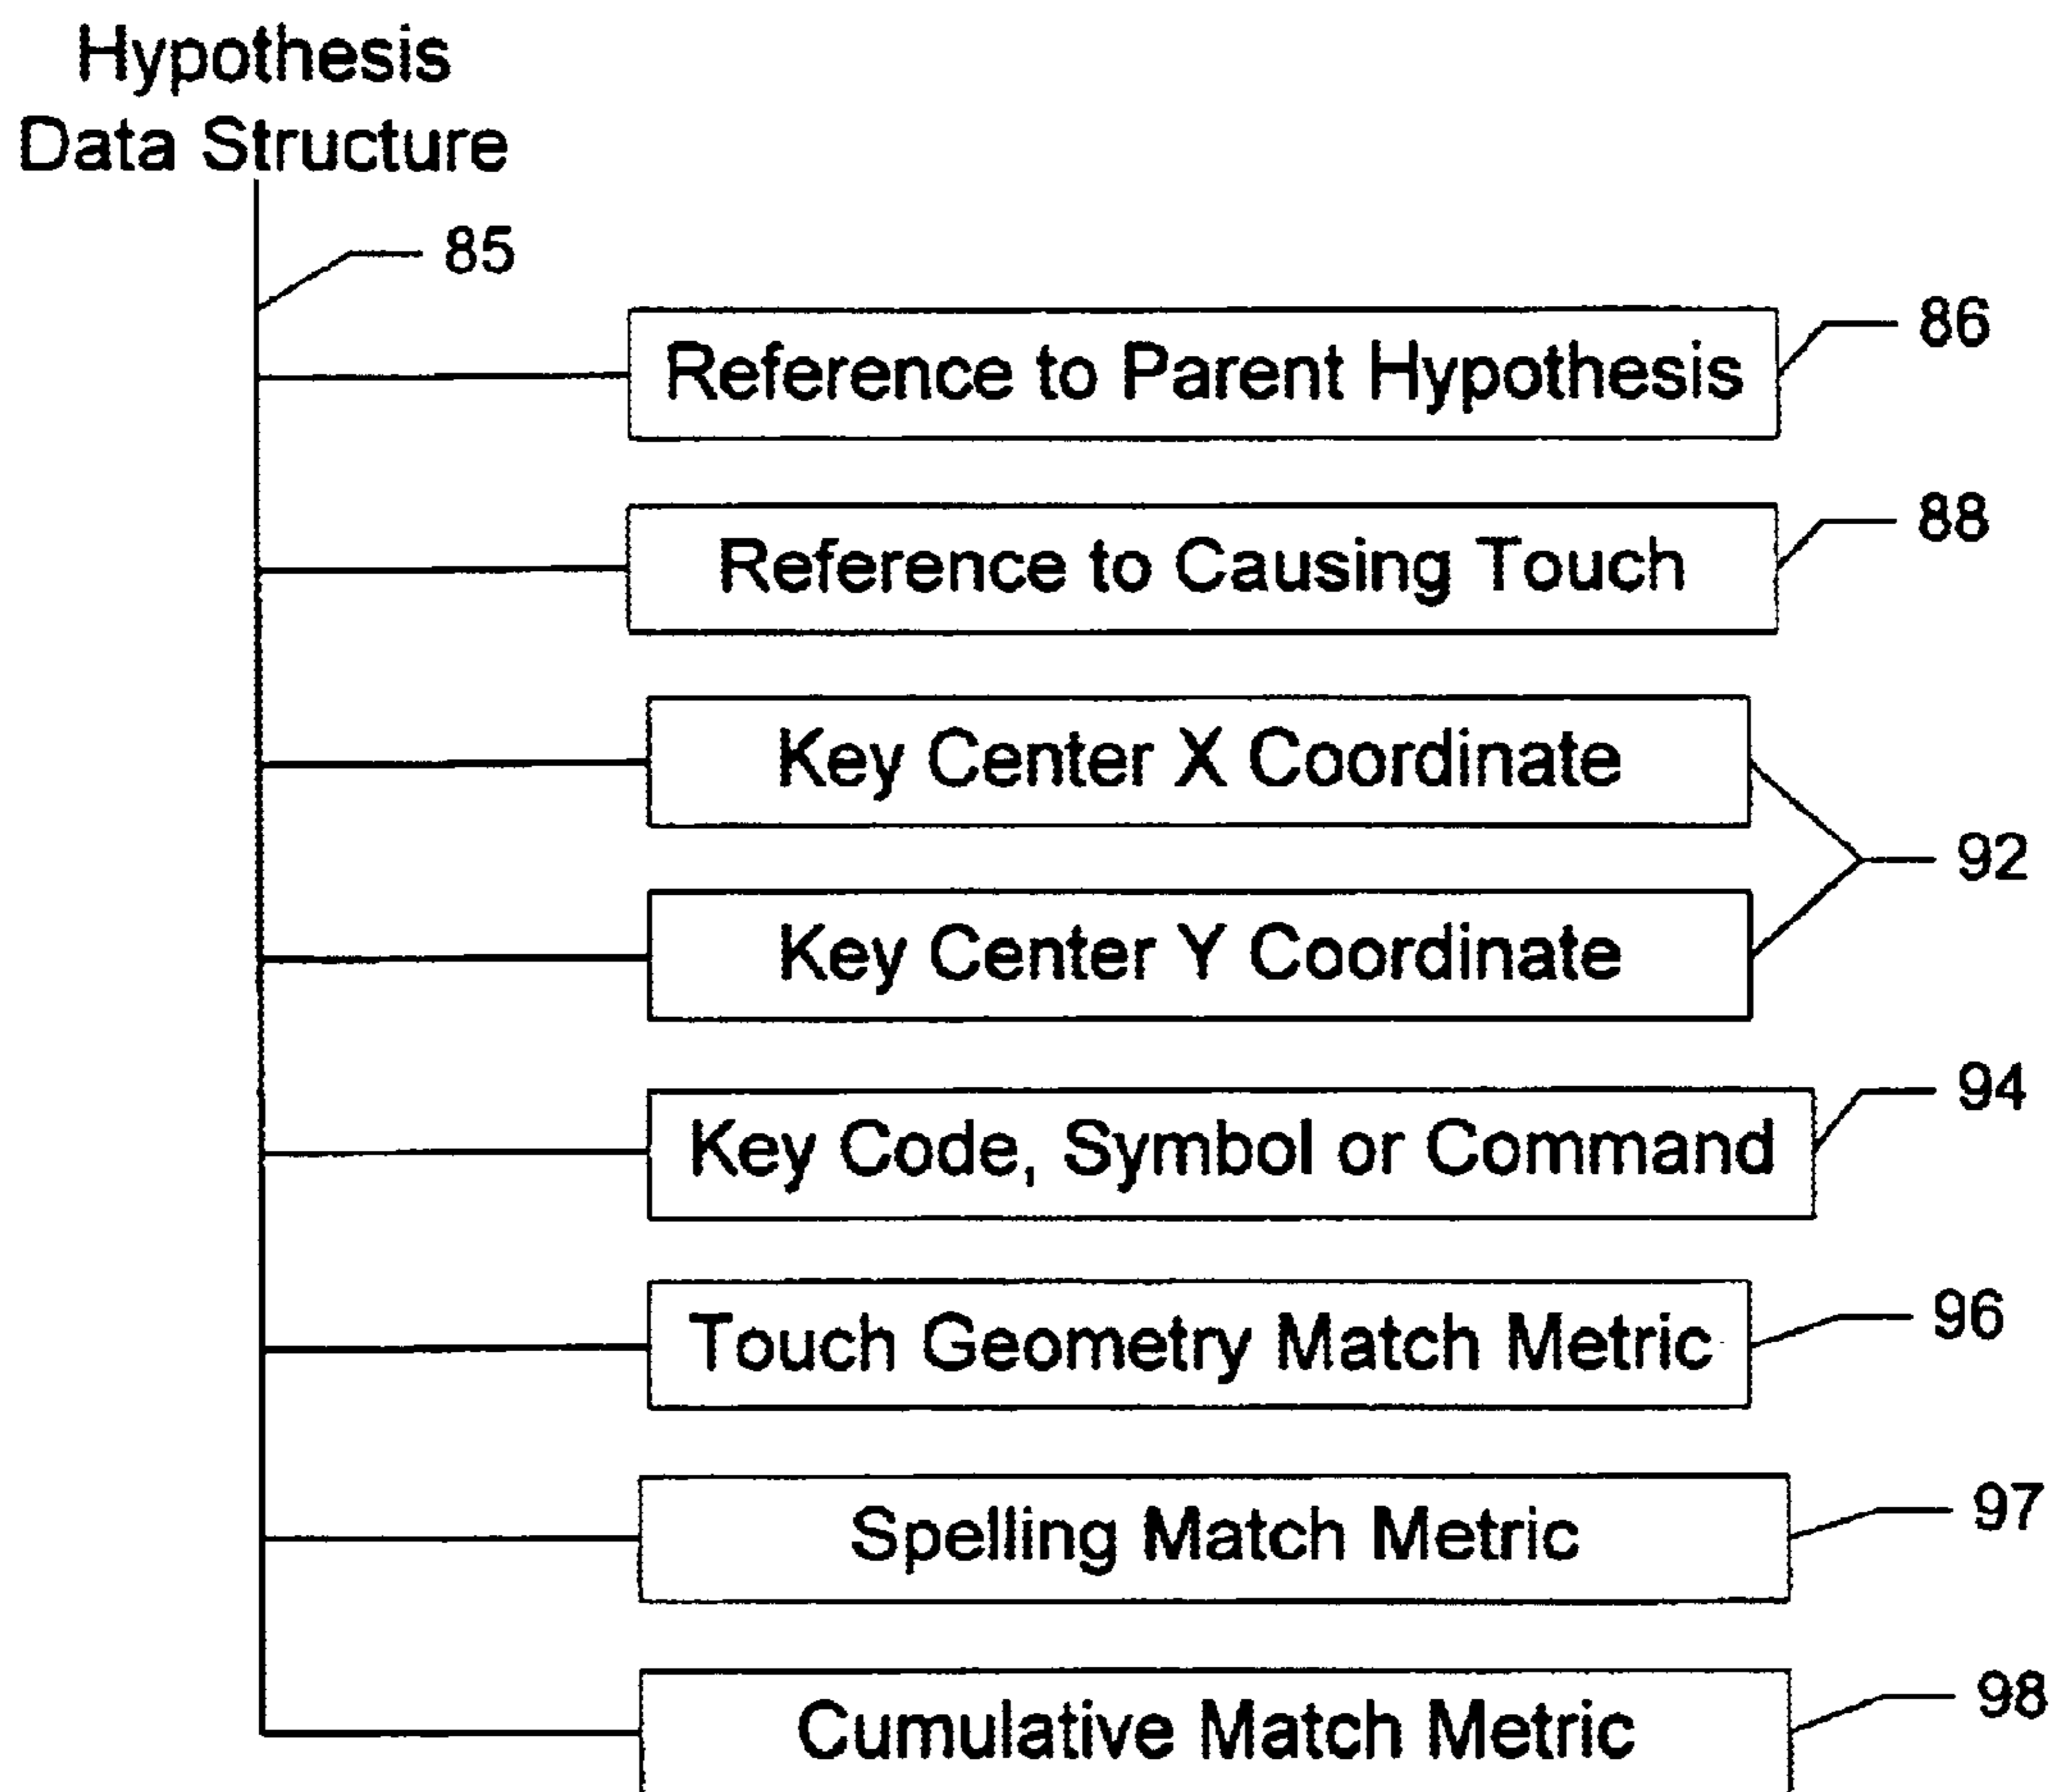 Hypothesis
Data Structure
85
Reference to Parent Hypothesis
86
Reference to Causing Touch
88
Key Center X Coordinate
92
Key Center Y Coordinate
Key Code, Symbol or Command
94
Touch Geometry Match Metric
96
Spelling Match Metric
97
Cumulative Match Metric
98